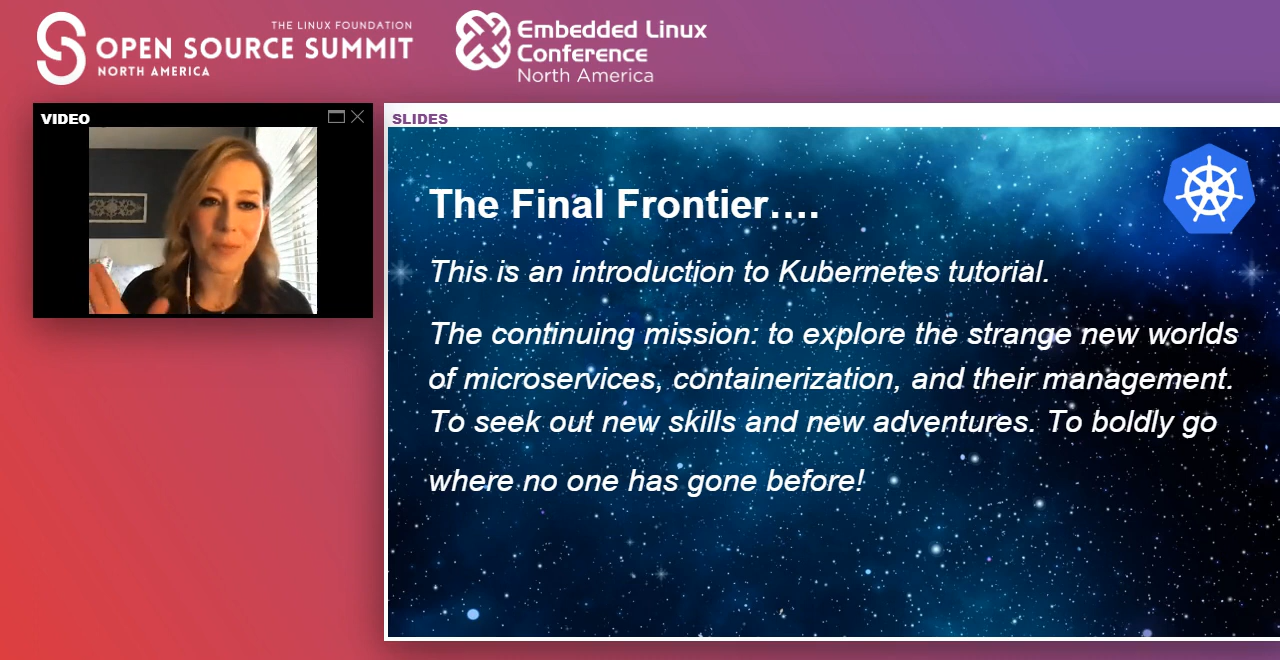 THE LINUX FOUNDATION
OPEN SOURCE SUMMIT
NORTH AMERICA
Embedded Linux
Conference
North America
VIDEO
SLIDES
The Final Frontier....
This is an introduction to Kubernetes tutorial.
The continuing mission: to explore the strange new worlds
of microservices, containerization, and their management.
To seek out new skills and new adventures. To boldly go
where no one has gone before!